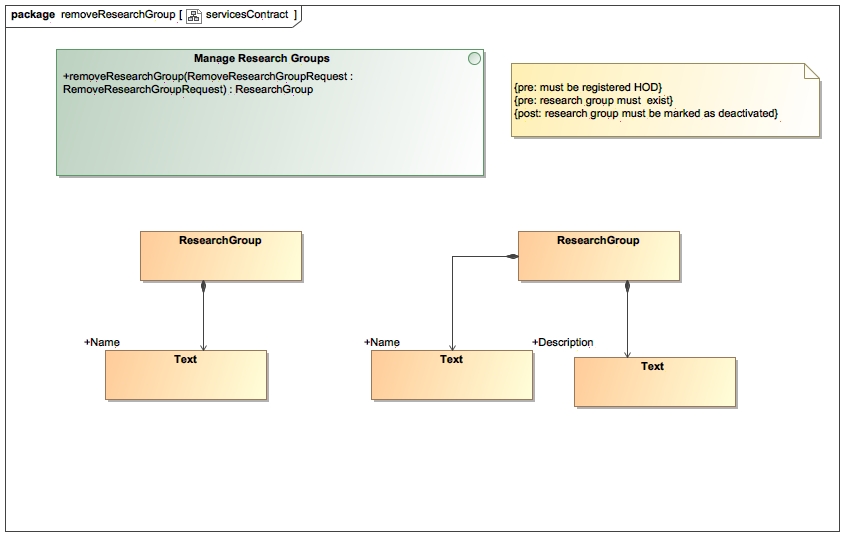 package removeResearchGroup [ servicesContract ]
Manage Research Groups
+removeResearchGroup(RemoveResearchGroupRequest :
RemoveResearchGroupRequest) : ResearchGroup
{pre: must be registered HOD}
{pre: research group must exist}
{post: research group must be marked as deactivated}
ResearchGroup
ResearchGroup
+Name
+Name
+Description
Text
Text
Text